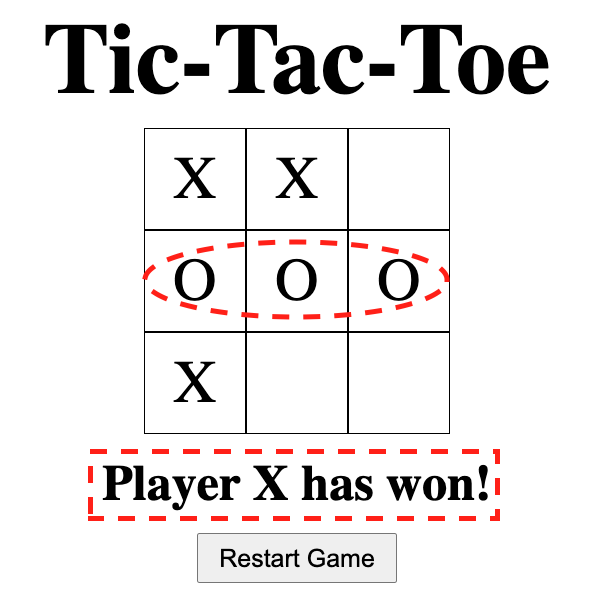 Tic-Tac-Toe
X X
O O O
X
Player X has won!
Restart Game